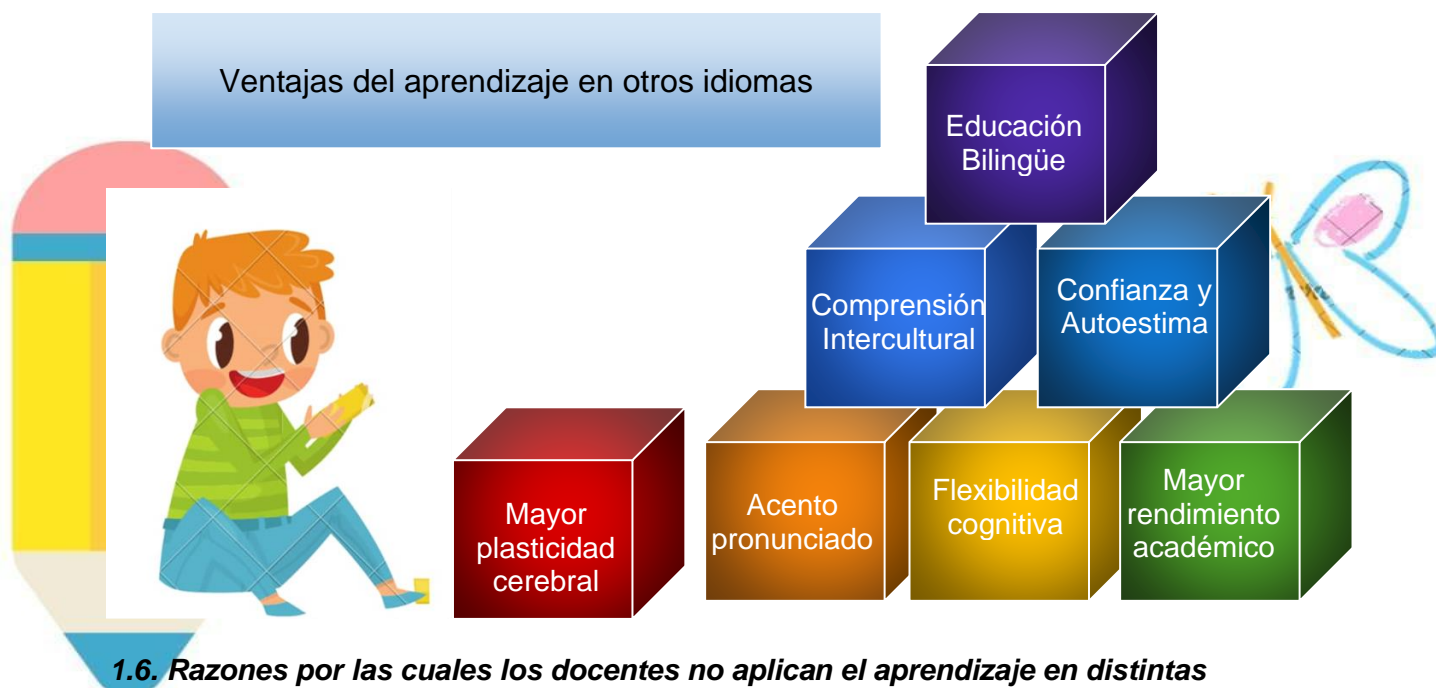 Ventajas del aprendizaje en otros idiomas
Educación
Bilingüe
Comprensión
Intercultural
Confianza y
Autoestima
Mayor
plasticidad
cerebral
Acento
pronunciado
Flexibilidad
cognitiva
Mayor
rendimiento
académico
1.6. Razones por las cuales los docentes no aplican el aprendizaje en distintas